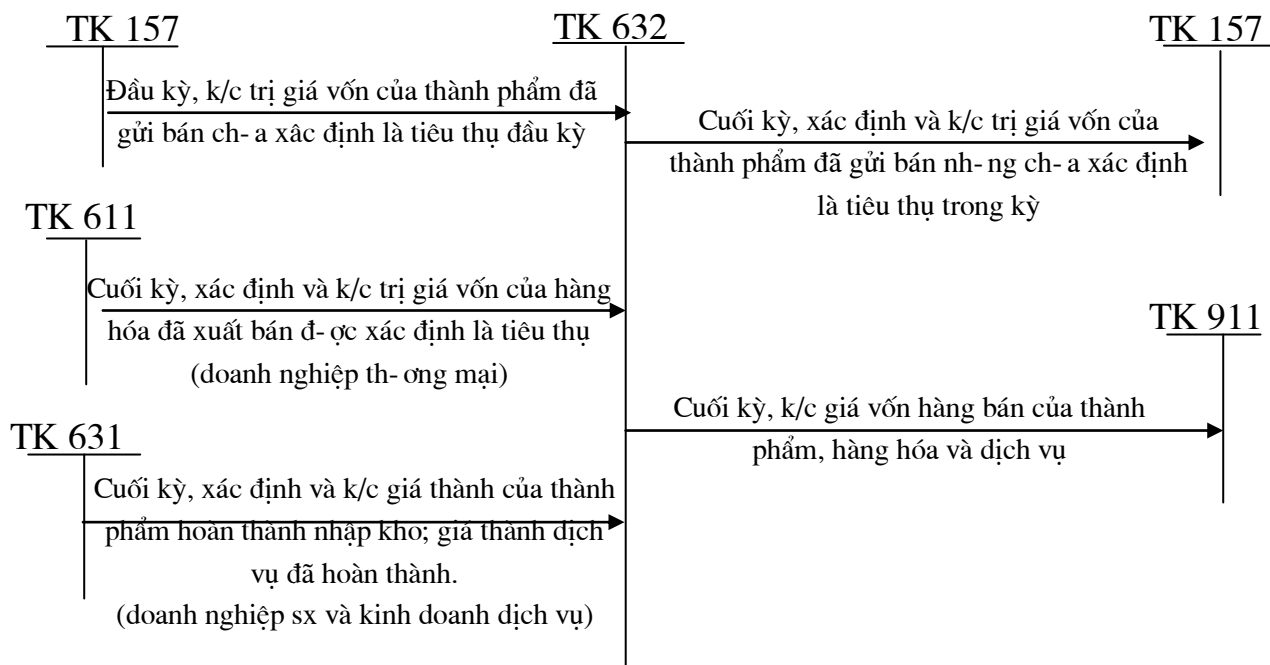 TK 157
TK 632
TK 157
Đầu kỳ, k/c trị giá vốn của thành phẩm đã
gửi bán ch- a xâc định là tiêu thụ đầu kỳ
Cuối kỳ, xác định và k/c trị giá vốn của
thành phẩm đã gửi bán nh- ng ch- a xác định
là tiêu thụ trong kỳ
TK 611
Cuối kỳ, xác định và k/c trị giá vốn của hàng
hóa đã xuất bán đ- ợc xác định là tiêu thụ
(doanh nghiệp th- ơng mại)
TK 911
Cuối kỳ, k/c giá vốn hàng bán của thành
phẩm, hàng hóa và dịch vụ
TK 631
Cuối kỳ, xác định và k/c giá thành của thành
phẩm hoàn thành nhập kho; giá thành dịch
vụ đã hoàn thành.
(doanh nghiệp sx và kinh doanh dịch vụ)